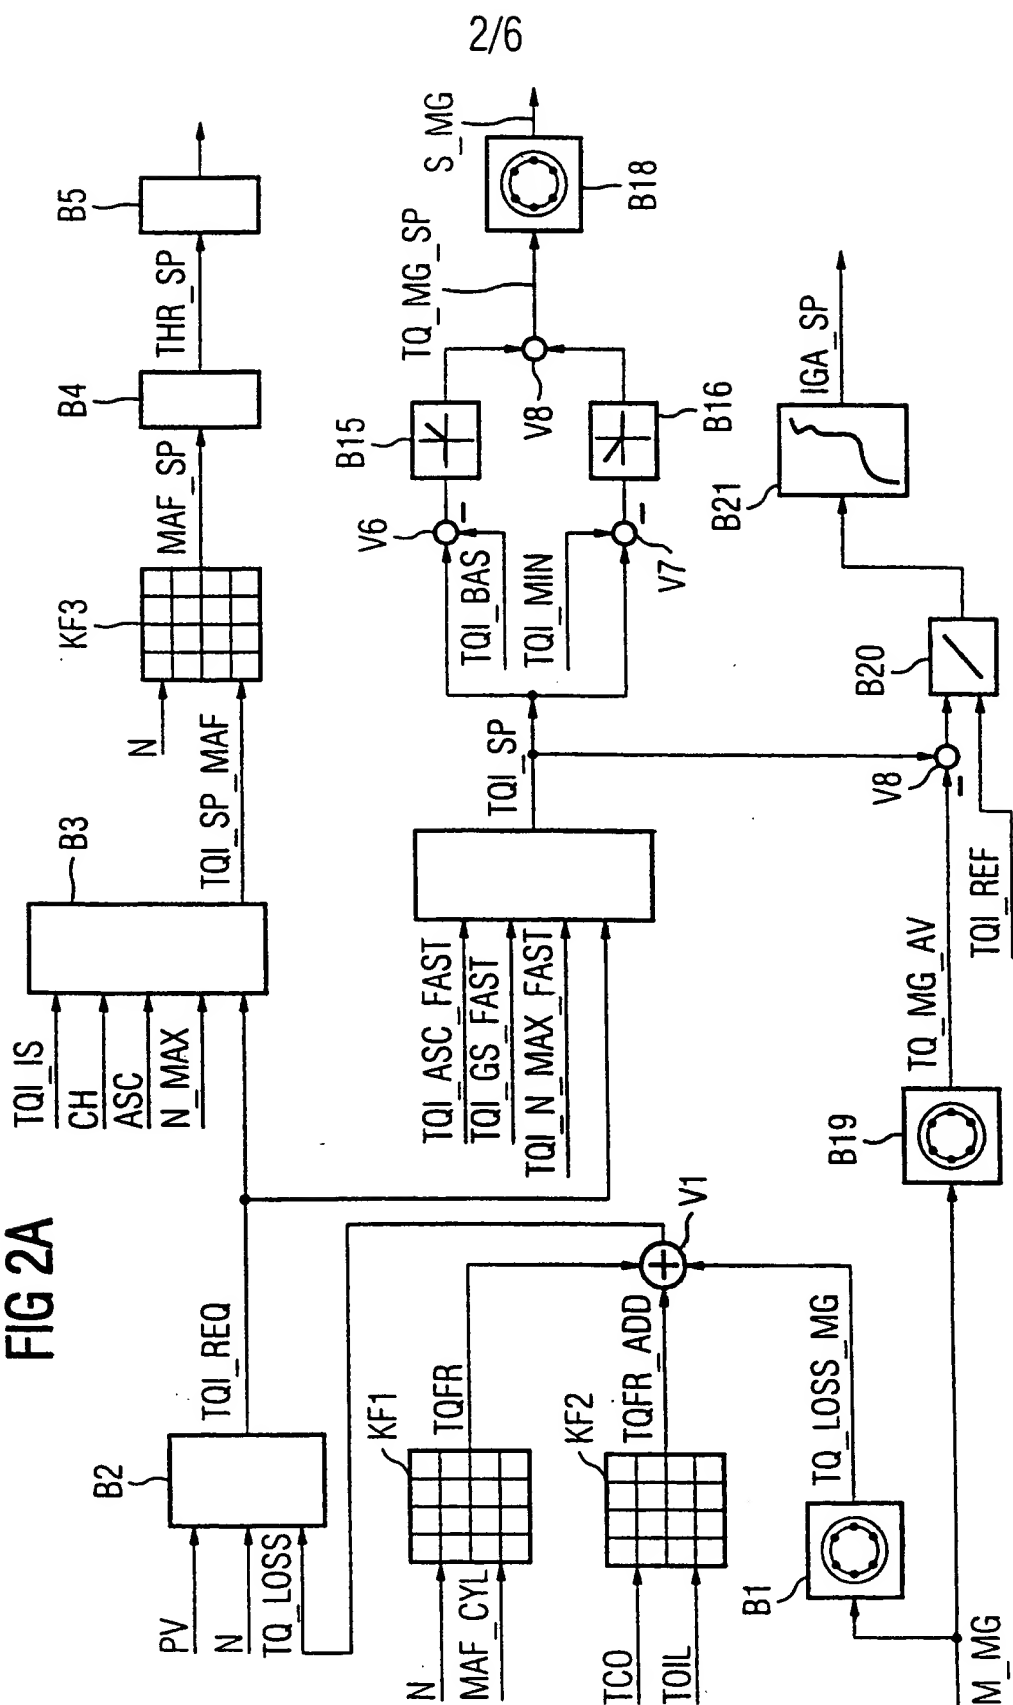 2/6
FIG 2A
PV
N
TQ_LOSS
B2
TQI_REQ
TQI_IS
CH
ASC
N_MAX
B3
TQI_SP_MAF
N
KF3
MAF_SP
B4
THR_SP
B5
N
MAF_CYL
KF1
TQFR
TCO
TOIL
KF2
TQFR_ADD
V1
M_MG
B1
TQ_LOSS_MG
TQI_ASC_FAST
TQI_GS_FAST
TQI_N_MAX_FAST
TQI_SP
TQI_BAS
TQI_MIN
V6
V7
B15
B16
V8
TQ_MG_SP
S_MG
B18
B19
TQ_MG_AV
TQI_REF
V8
B20
B21
IGA_SP